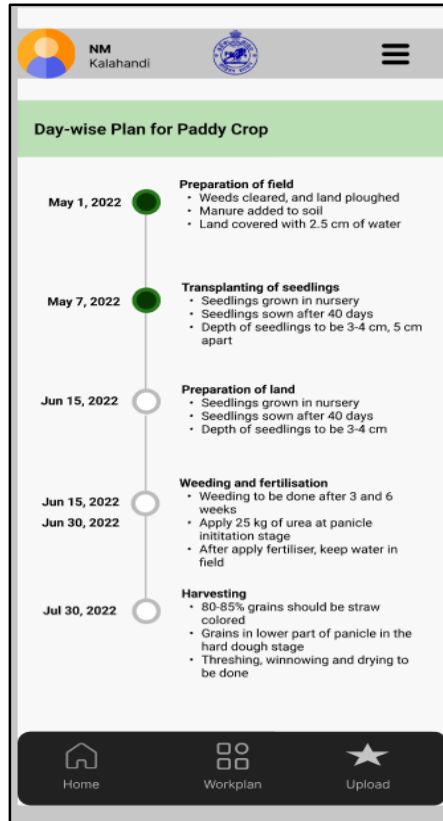 NM
Kalahandi
Day-wise Plan for Paddy Crop
May 1, 2022
Preparation of field
• Weeds cleared, and land ploughed
• Manure added to soil
• Land covered with 2.5 cm of water
May 7, 2022
Transplanting of seedlings
• Seedlings grown in nursery
• Seedlings sown after 40 days
• Depth of seedlings to be 3-4 cm, 5 cm
apart
Jun 15, 2022
Preparation of land
• Seedlings grown in nursery
• Seedlings sown after 40 days
• Depth of seedlings to be 3-4 cm
Jun 15, 2022
Jun 30, 2022
Weeding and fertilisation
• Weeding to be done after 3 and 6
weeks
• Apply 25 kg of urea at panicle
inititation stage
• After apply fertiliser, keep water in
field
Jul 30, 2022
Harvesting
• 80-85% grains should be straw
colored
• Grains in lower part of panicle in the
hard dough stage
• Threshing, winnowing and drying to
be done
Home
Workplan
Upload